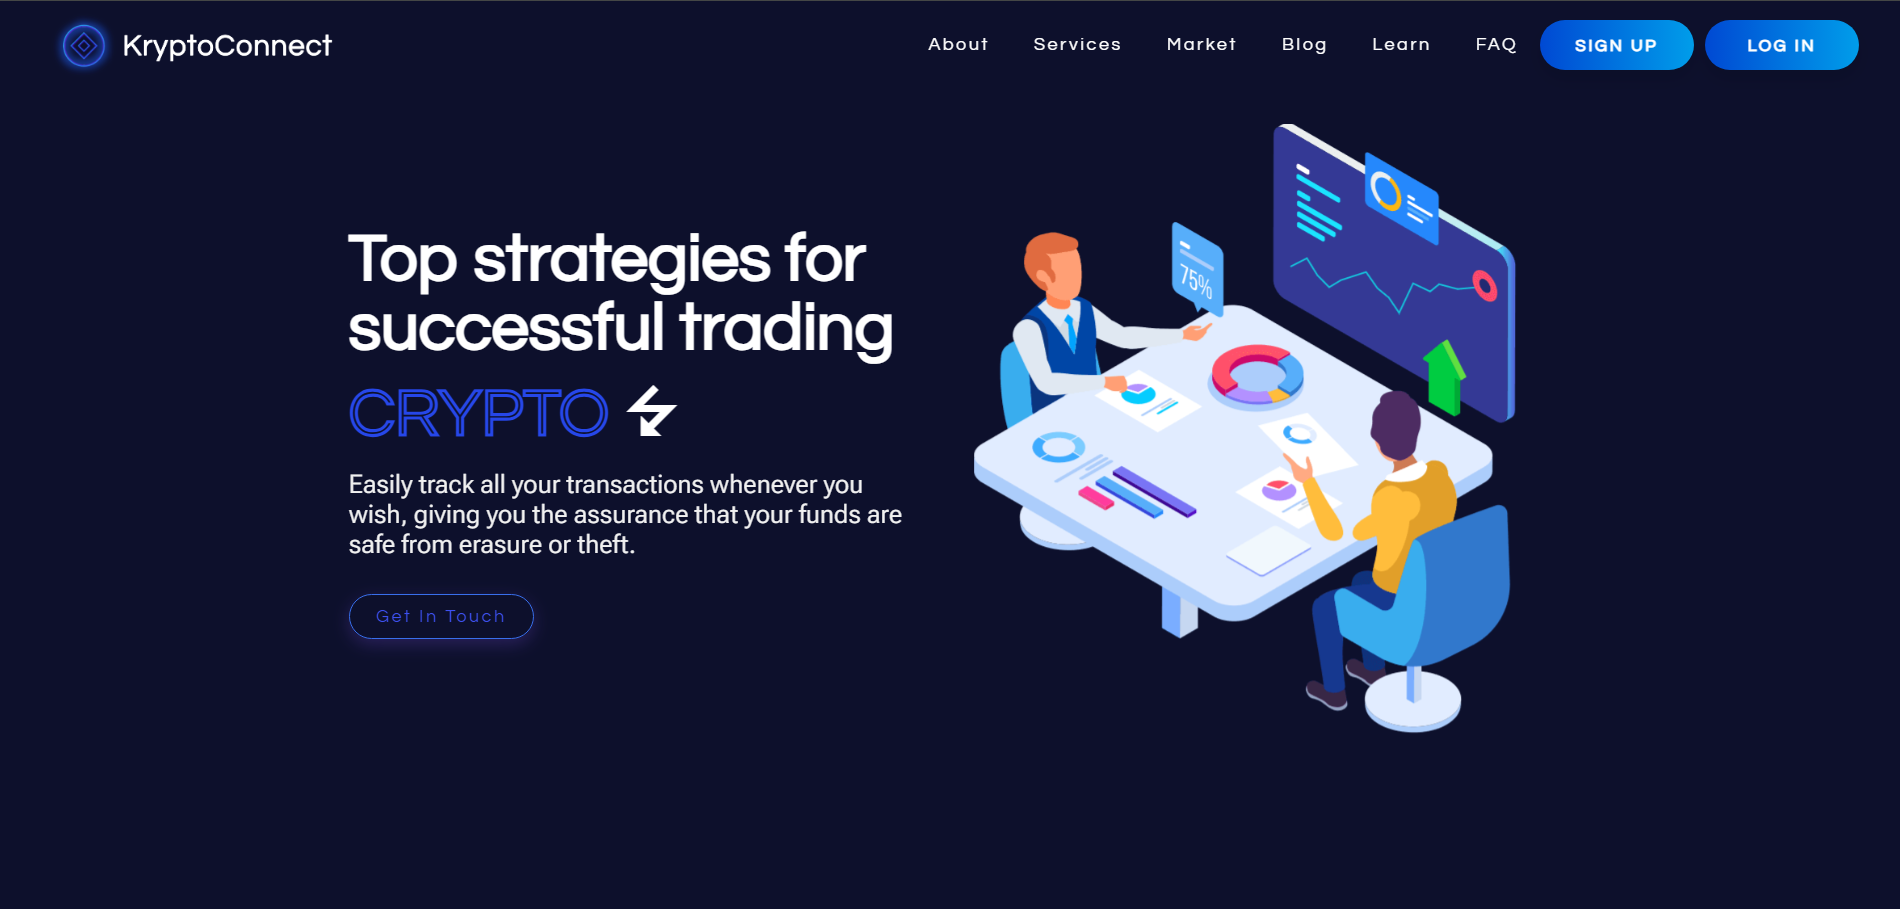 KryptoConnect
About Services Market Blog Learn FAQ SIGN UP LOG IN
Top strategies for
successful trading
CRYPTO
Easily track all your transactions whenever you
wish, giving you the assurance that your funds are
safe from erasure or theft.
Get In Touch
75%